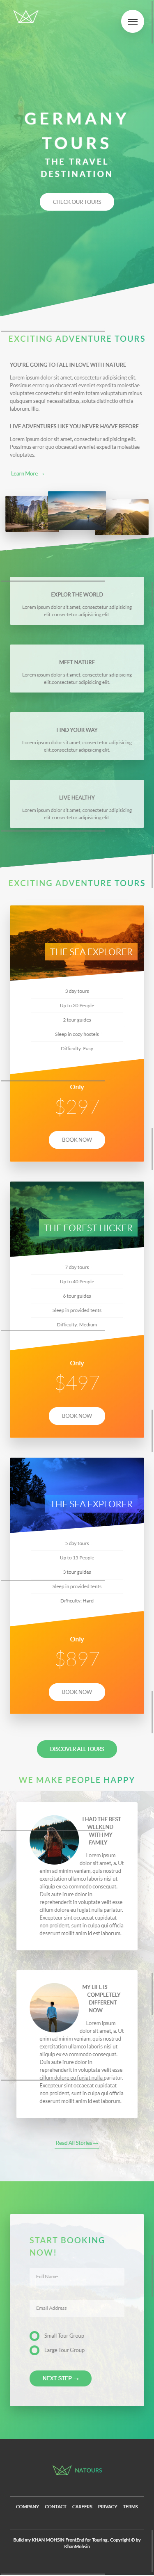 GERMANY
TOURS
THE TRAVEL
DESTINATION
CHECK OUR TOURS
EXCITING ADVENTURE TOURS
YOU'RE GOING TO FALL IN LOVE WITH NATURE
Lorem ipsum dolor sit amet, consectetur adipisicing elit.
Possimus error quo obcaecati eveniet expedita molestiae
voluptates consectetur sint enim totam minus aliquam
quisquam sequi necessitatibus, soluta distinctio officia
laborum. Illo.
LIVE ADVENTURES LIKE YOU NEVER HAVE BEFORE
Lorem ipsum dolor sit amet, consectetur adipisicing elit.
Possimus error quo obcaecati eveniet expedita molestiae
voluptates.
Learn More →
EXPLOR THE WORLD
Lorem ipsum dolor sit amet, consectetur adipisicing
elit consectetur adipisicing elit.
MEET NATURE
Lorem ipsum dolor sit amet, consectetur adipisicing
elit consectetur adipisicing elit.
FIND YOUR WAY
Lorem ipsum dolor sit amet, consectetur adipisicing
elit consectetur adipisicing elit.
LIVE HEALTHY
Lorem ipsum dolor sit amet, consectetur adipisicing
elit consectetur adipisicing elit.
EXCITING ADVENTURE TOURS
THE SEA EXPLORER
3 day tours
Up to 30 People
2 tour guides
Sleep in cozy hostels
Difficulty: Easy
Only
$297
BOOK NOW
THE FOREST HICKER
7 day tours
Up to 40 People
6 tour guides
Sleep in provided tents
Difficulty: Medium
Only
$497
BOOK NOW
THE SEA EXPLORER
5 day tours
Up to 15 People
3 tour guides
Sleep in provided tents
Difficulty: Hard
Only
$897
BOOK NOW
DISCOVER ALL TOURS
WE MAKE PEOPLE HAPPY
I HAD THE BEST
WEEKEND
WITH MY
FAMILY
Lorem ipsum
dolor sit amet, Ut
enim ad minim veniam, quis nostrud
exercitation ullamco laboris nisi ut
aliquip ex ea commodo consequat.
Duis aute irure dolor in
reprehenderit in voluptate velit esse
cillum dolore eu fugiat nulla pariatur.
Excepteur sint occaecat cupidatat
non proident, sunt in culpa qui officia
deserunt mollit anim id est laborum.
MY LIFE IS
COMPLETELY
DIFFERENT
NOW
Lorem ipsum
dolor sit amet, Ut
enim ad minim veniam, quis nostrud
exercitation ullamco laboris nisi ut
aliquip ex ea commodo consequat.
Duis aute irure dolor in
reprehenderit in voluptate velit esse
cillum dolore eu fugiat nulla pariatur.
Excepteur sint occaecat cupidatat
non proident, sunt in culpa qui officia
deserunt mollit anim id est laborum.
Read All Stories →
START BOOKING
NOW!
Full Name
Email Address
Small Tour Group
Large Tour Group
NEXT STEP →
NATOURS
COMPANY CONTACT CAREERS PRIVACY TERMS
Build by KHAN MOHSIN FrontEnd for Touring . Copyright © by
KhanMohsin